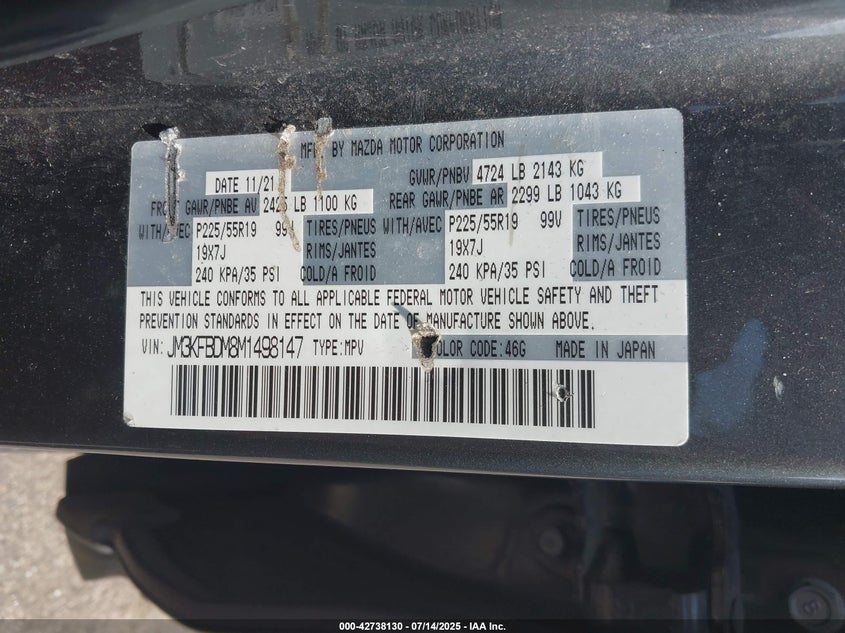 MFD BY MAZDA MOTOR CORPORATION
DATE 11/21 GVWR/PNBV 4724 LB 2143 KG
FRONT GAWR/PNBE AV 2425 LB 1100 KG REAR GAWR/PNBE AR 2299 LB 1043 KG
WITH/AVEC P225/55R19 99V TIRES/PNEUS WITH/AVEC P225/55R19 99V TIRES/PNEUS
19X7J RIMS/JANTES 19X7J RIMS/JANTES
240 KPA/35 PSI COLD/A FROID 240 KPA/35 PSI COLD/A FROID
THIS VEHICLE CONFORMS TO ALL APPLICABLE FEDERAL MOTOR VEHICLE SAFETY AND THEFT
PREVENTION STANDARDS IN EFFECT ON THE DATE OF MANUFACTURE SHOWN ABOVE.
VIN: JM3KFBDM8M1498147 TYPE:MPV COLOR CODE:46G MADE IN JAPAN
000-42738130 - 07/14/2025 - IAA Inc.